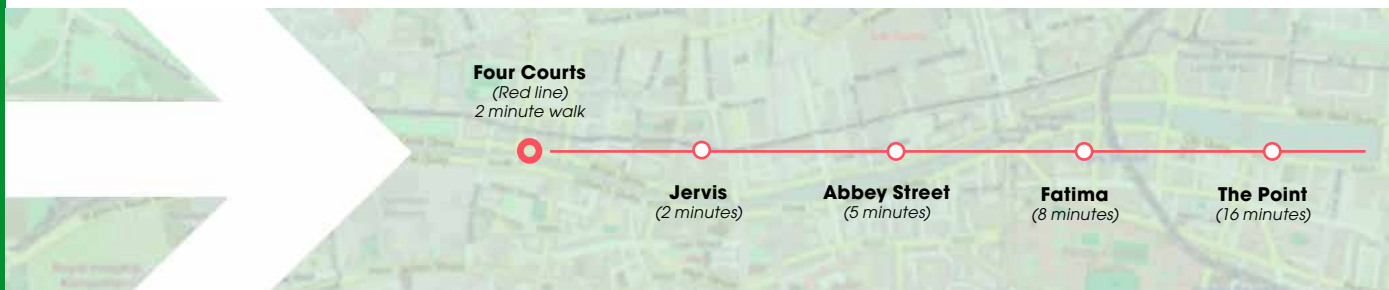 Four Courts
(Red line)
2 minute walk
Jervis
(2 minutes)
Abbey Street
(5 minutes)
Fatima
(8 minutes)
The Point
(16 minutes)